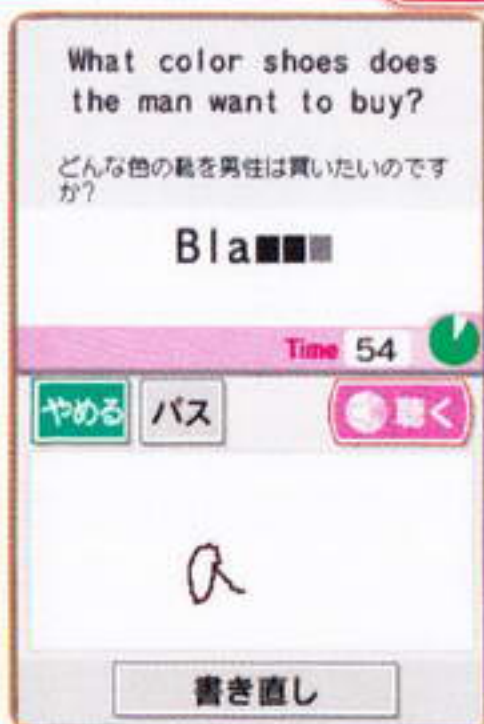 What color shoes does
the man want to buy?
どんな色の靴を男性は買いたいのです
か?
Bla■■■
Time 54
やめる パス 聴く
a
書き直し